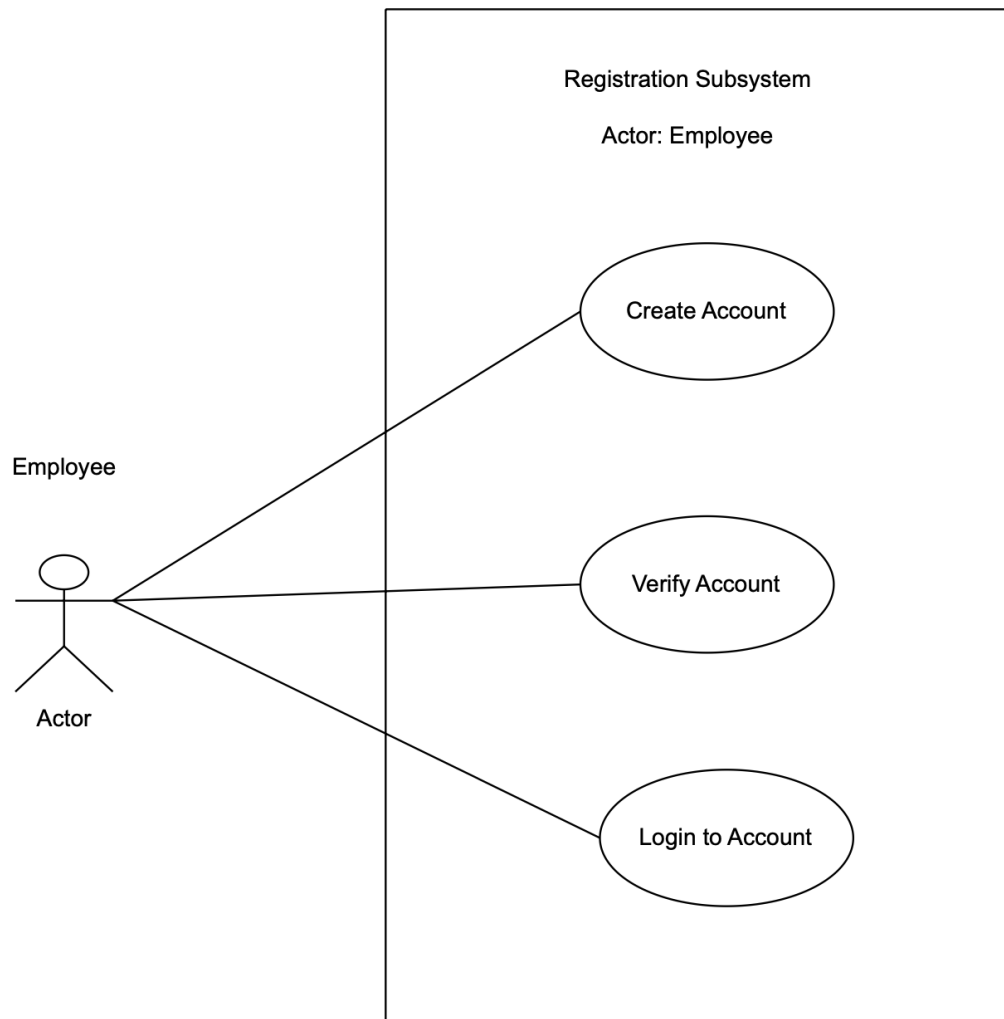 Registration Subsystem
Actor: Employee
Create Account
Employee
Verify Account
Actor
Login to Account